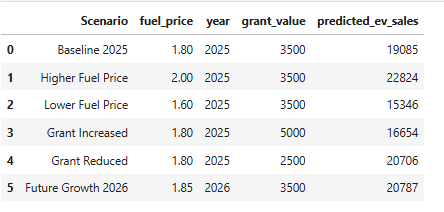 Scenario fuel_price year grant_value predicted_ev_sales
0 Baseline 2025 1.80 2025 3500 19085
1 Higher Fuel Price 2.00 2025 3500 22824
2 Lower Fuel Price 1.60 2025 3500 15346
3 Grant Increased 1.80 2025 5000 16654
4 Grant Reduced 1.80 2025 2500 20706
5 Future Growth 2026 1.85 2026 3500 20787